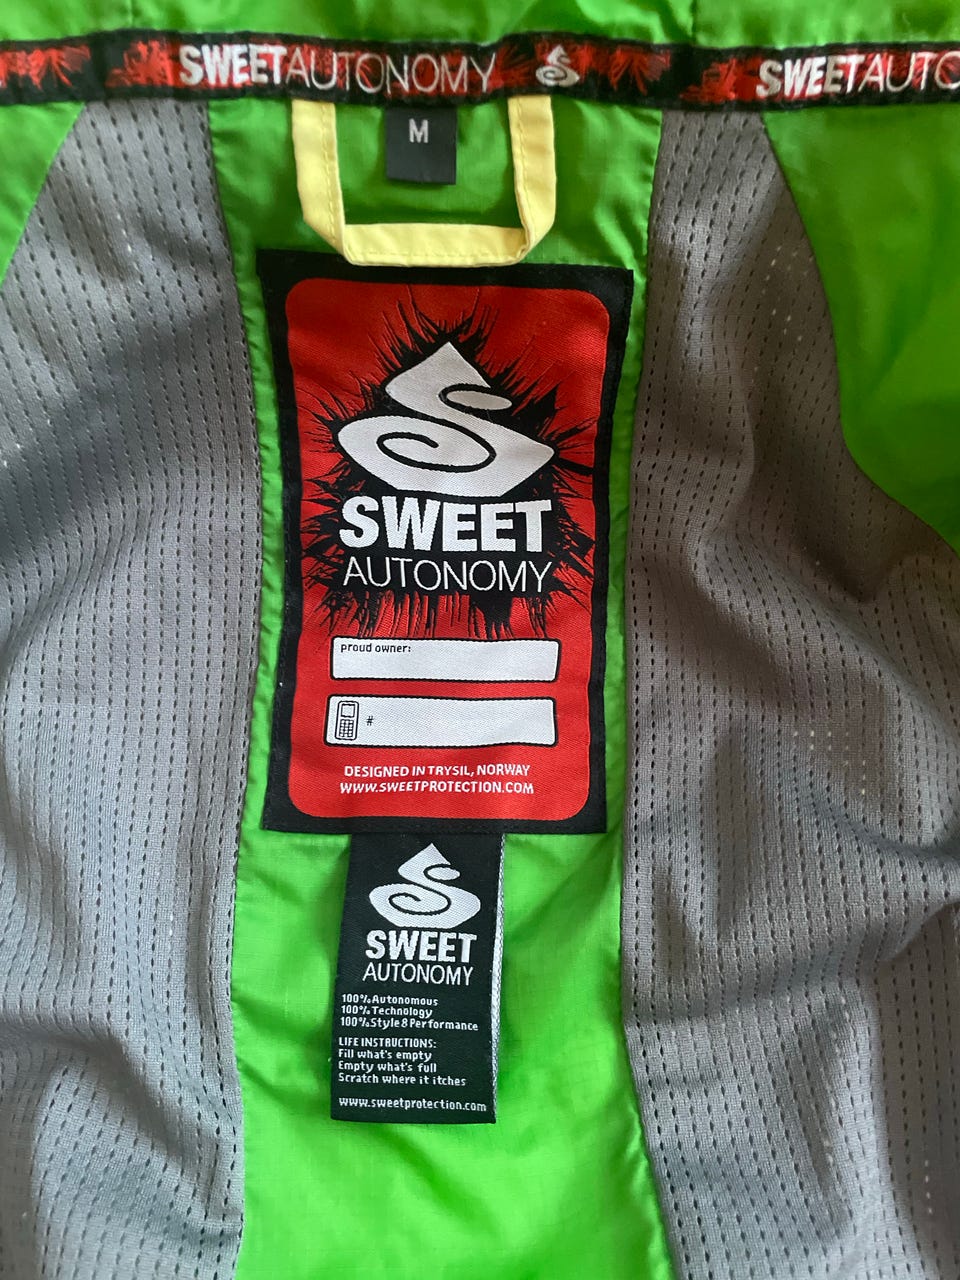 SWEETAUTONOMY SWEETAUTO
M
SWEET
AUTONOMY
proud owner:
#
DESIGNED IN TRYSIL, NORWAY
WWW.SWEETPROTECTION.COM
SWEET
AUTONOMY
100% Autonomous
100% Technology
100% Style & Performance
LIFE INSTRUCTIONS:
Fill what's empty
Empty what's full
Scratch where it itches
www.sweetprotection.com